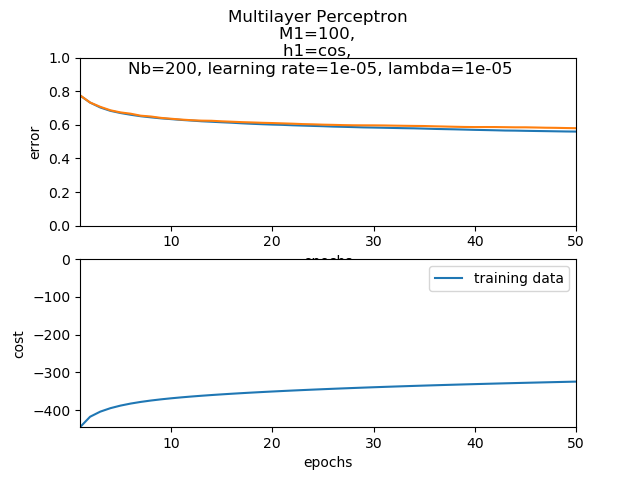 Multilayer Perceptron
M1=100,
h1=cos,
Nb=200, learning rate=1e-05, lambda=1e-05
1.0
0.8
0.6
0.4
0.2
0.0
error
10 20 30 40 50
epochs
0
−100
−200
−300
−400
cost
training data
10 20 30 40 50
epochs